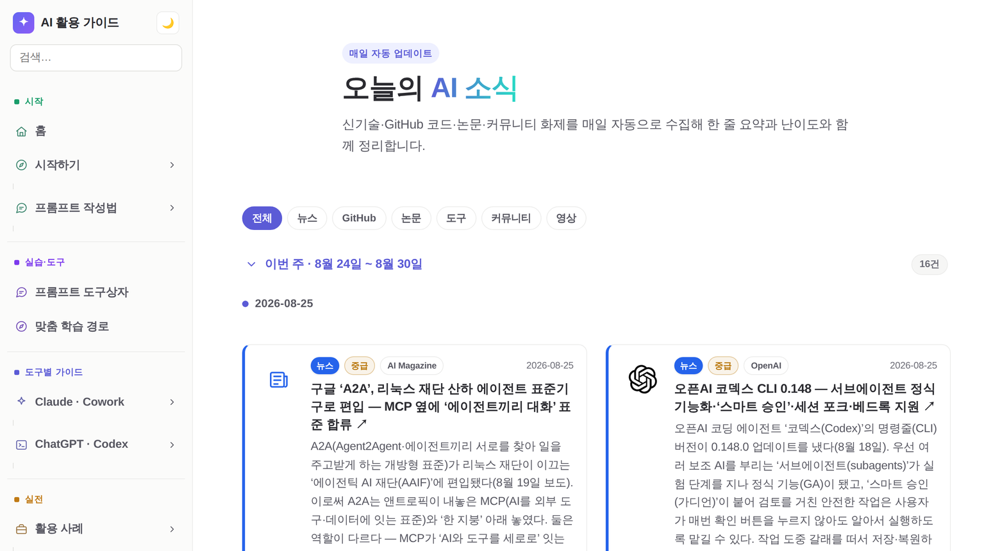 AI 활용 가이드
검색...
시작
홈
시작하기
프롬프트 작성법
실습·도구
프롬프트 도구상자
맞춤 학습 경로
도구별 가이드
Claude · Cowork
ChatGPT · Codex
실전
활용 사례
매일 자동 업데이트
오늘의 AI 소식
신기술·GitHub 코드·논문·커뮤니티 화제를 매일 자동으로 수집해 한 줄 요약과 난이도와 함
께 정리합니다.
전체 뉴스 GitHub 논문 도구 커뮤니티 영상
이번 주 · 8월 24일 ~ 8월 30일 16건
2026-08-25
뉴스 중급 AI Magazine 2026-08-25
구글 ‘A2A’, 리눅스 재단 산하 에이전트 표준기
구로 편입 — MCP 옆에 ‘에이전트끼리 대화’ 표
준 합류 ↗
A2A(Agent2Agent·에이전트끼리 서로를 찾아 일을
주고받게 하는 개방형 표준)가 리눅스 재단이 이끄는
‘에이전틱 AI 재단(AAIF)’에 편입됐다(8월 19일 보도).
이로써 A2A는 앤트로픽이 내놓은 MCP(AI를 외부 도
구·데이터에 잇는 표준)와 ‘한 지붕’ 아래 놓였다. 둘은
역할이 다르다 — MCP가 ‘AI와 도구를 세로로’ 잇는
뉴스 중급 OpenAI 2026-08-25
오픈AI 코덱스 CLI 0.148 — 서브에이전트 정식
기능화·‘스마트 승인’·세션 포크·베드록 지원 ↗
오픈AI 코딩 에이전트 ‘코덱스(Codex)’의 명령줄(CLI)
버전이 0.148.0 업데이트를 냈다(8월 18일). 우선 여
러 보조 AI를 부리는 ‘서브에이전트(subagents)’가 실
험 단계를 지나 정식 기능(GA)이 됐고, ‘스마트 승인
(가디언)’이 붙어 검토를 거친 안전한 작업은 사용자
가 매번 확인 버튼을 누르지 않아도 알아서 실행하도
록 맡길 수 있다. 작업 도중 갈래를 떠서 저장·복원하